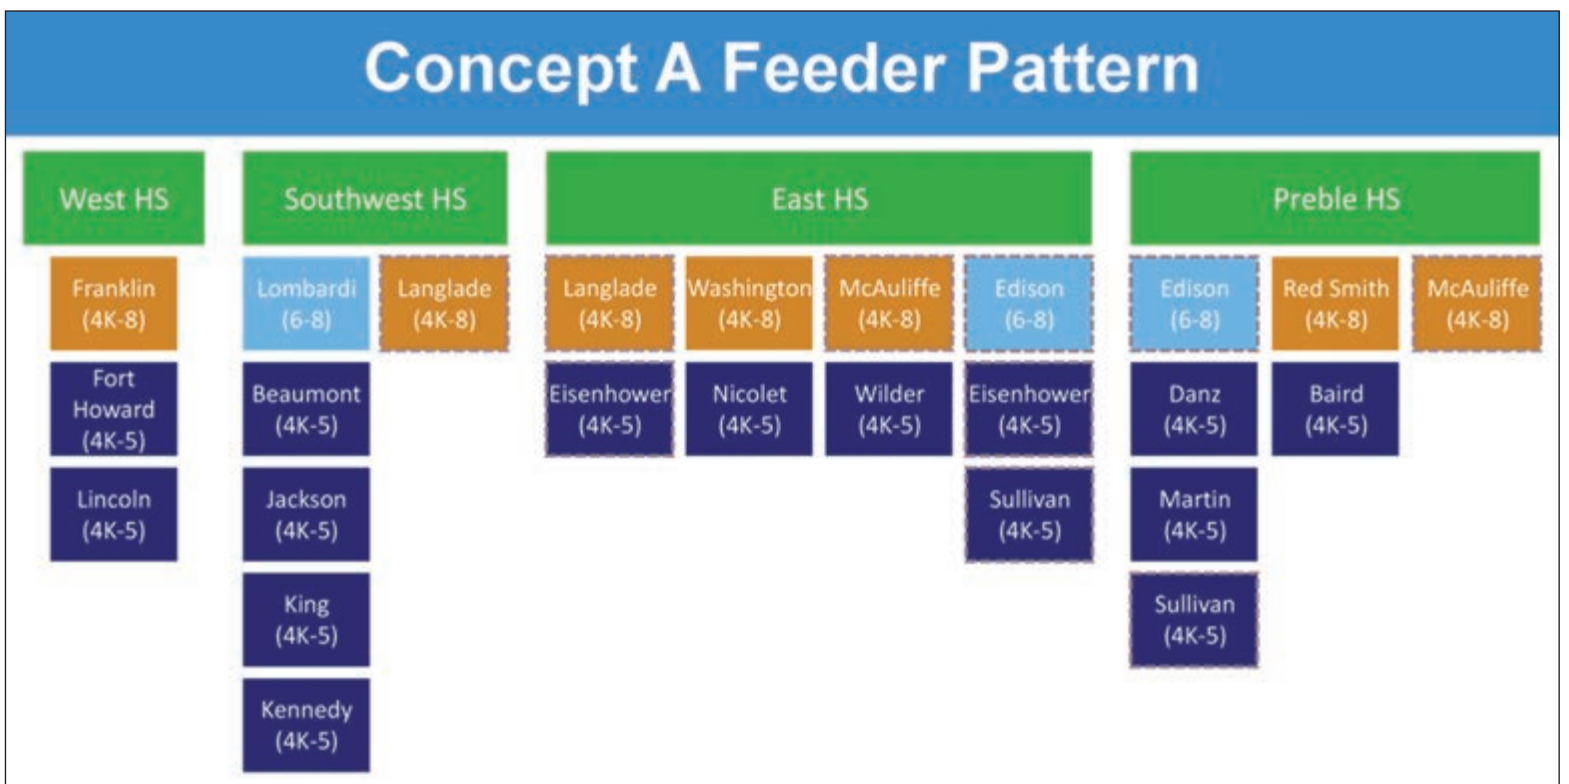 Concept A Feeder Pattern
West HS
Southwest HS
East HS
Preble HS
Franklin
(4K-8)
Lombardi
(6-8)
Langlade
(4K-8)
Langlade
(4K-8)
Washington
(4K-8)
McAuliffe
(4K-8)
Edison
(6-8)
Edison
(6-8)
Red Smith
(4K-8)
McAuliffe
(4K-8)
Fort
Howard
(4K-5)
Beaumont
(4K-5)
Eisenhower
(4K-5)
Nicolet
(4K-5)
Wilder
(4K-5)
Eisenhower
(4K-5)
Danz
(4K-5)
Baird
(4K-5)
Lincoln
(4K-5)
Jackson
(4K-5)
Sullivan
(4K-5)
Martin
(4K-5)
King
(4K-5)
Sullivan
(4K-5)
Kennedy
(4K-5)